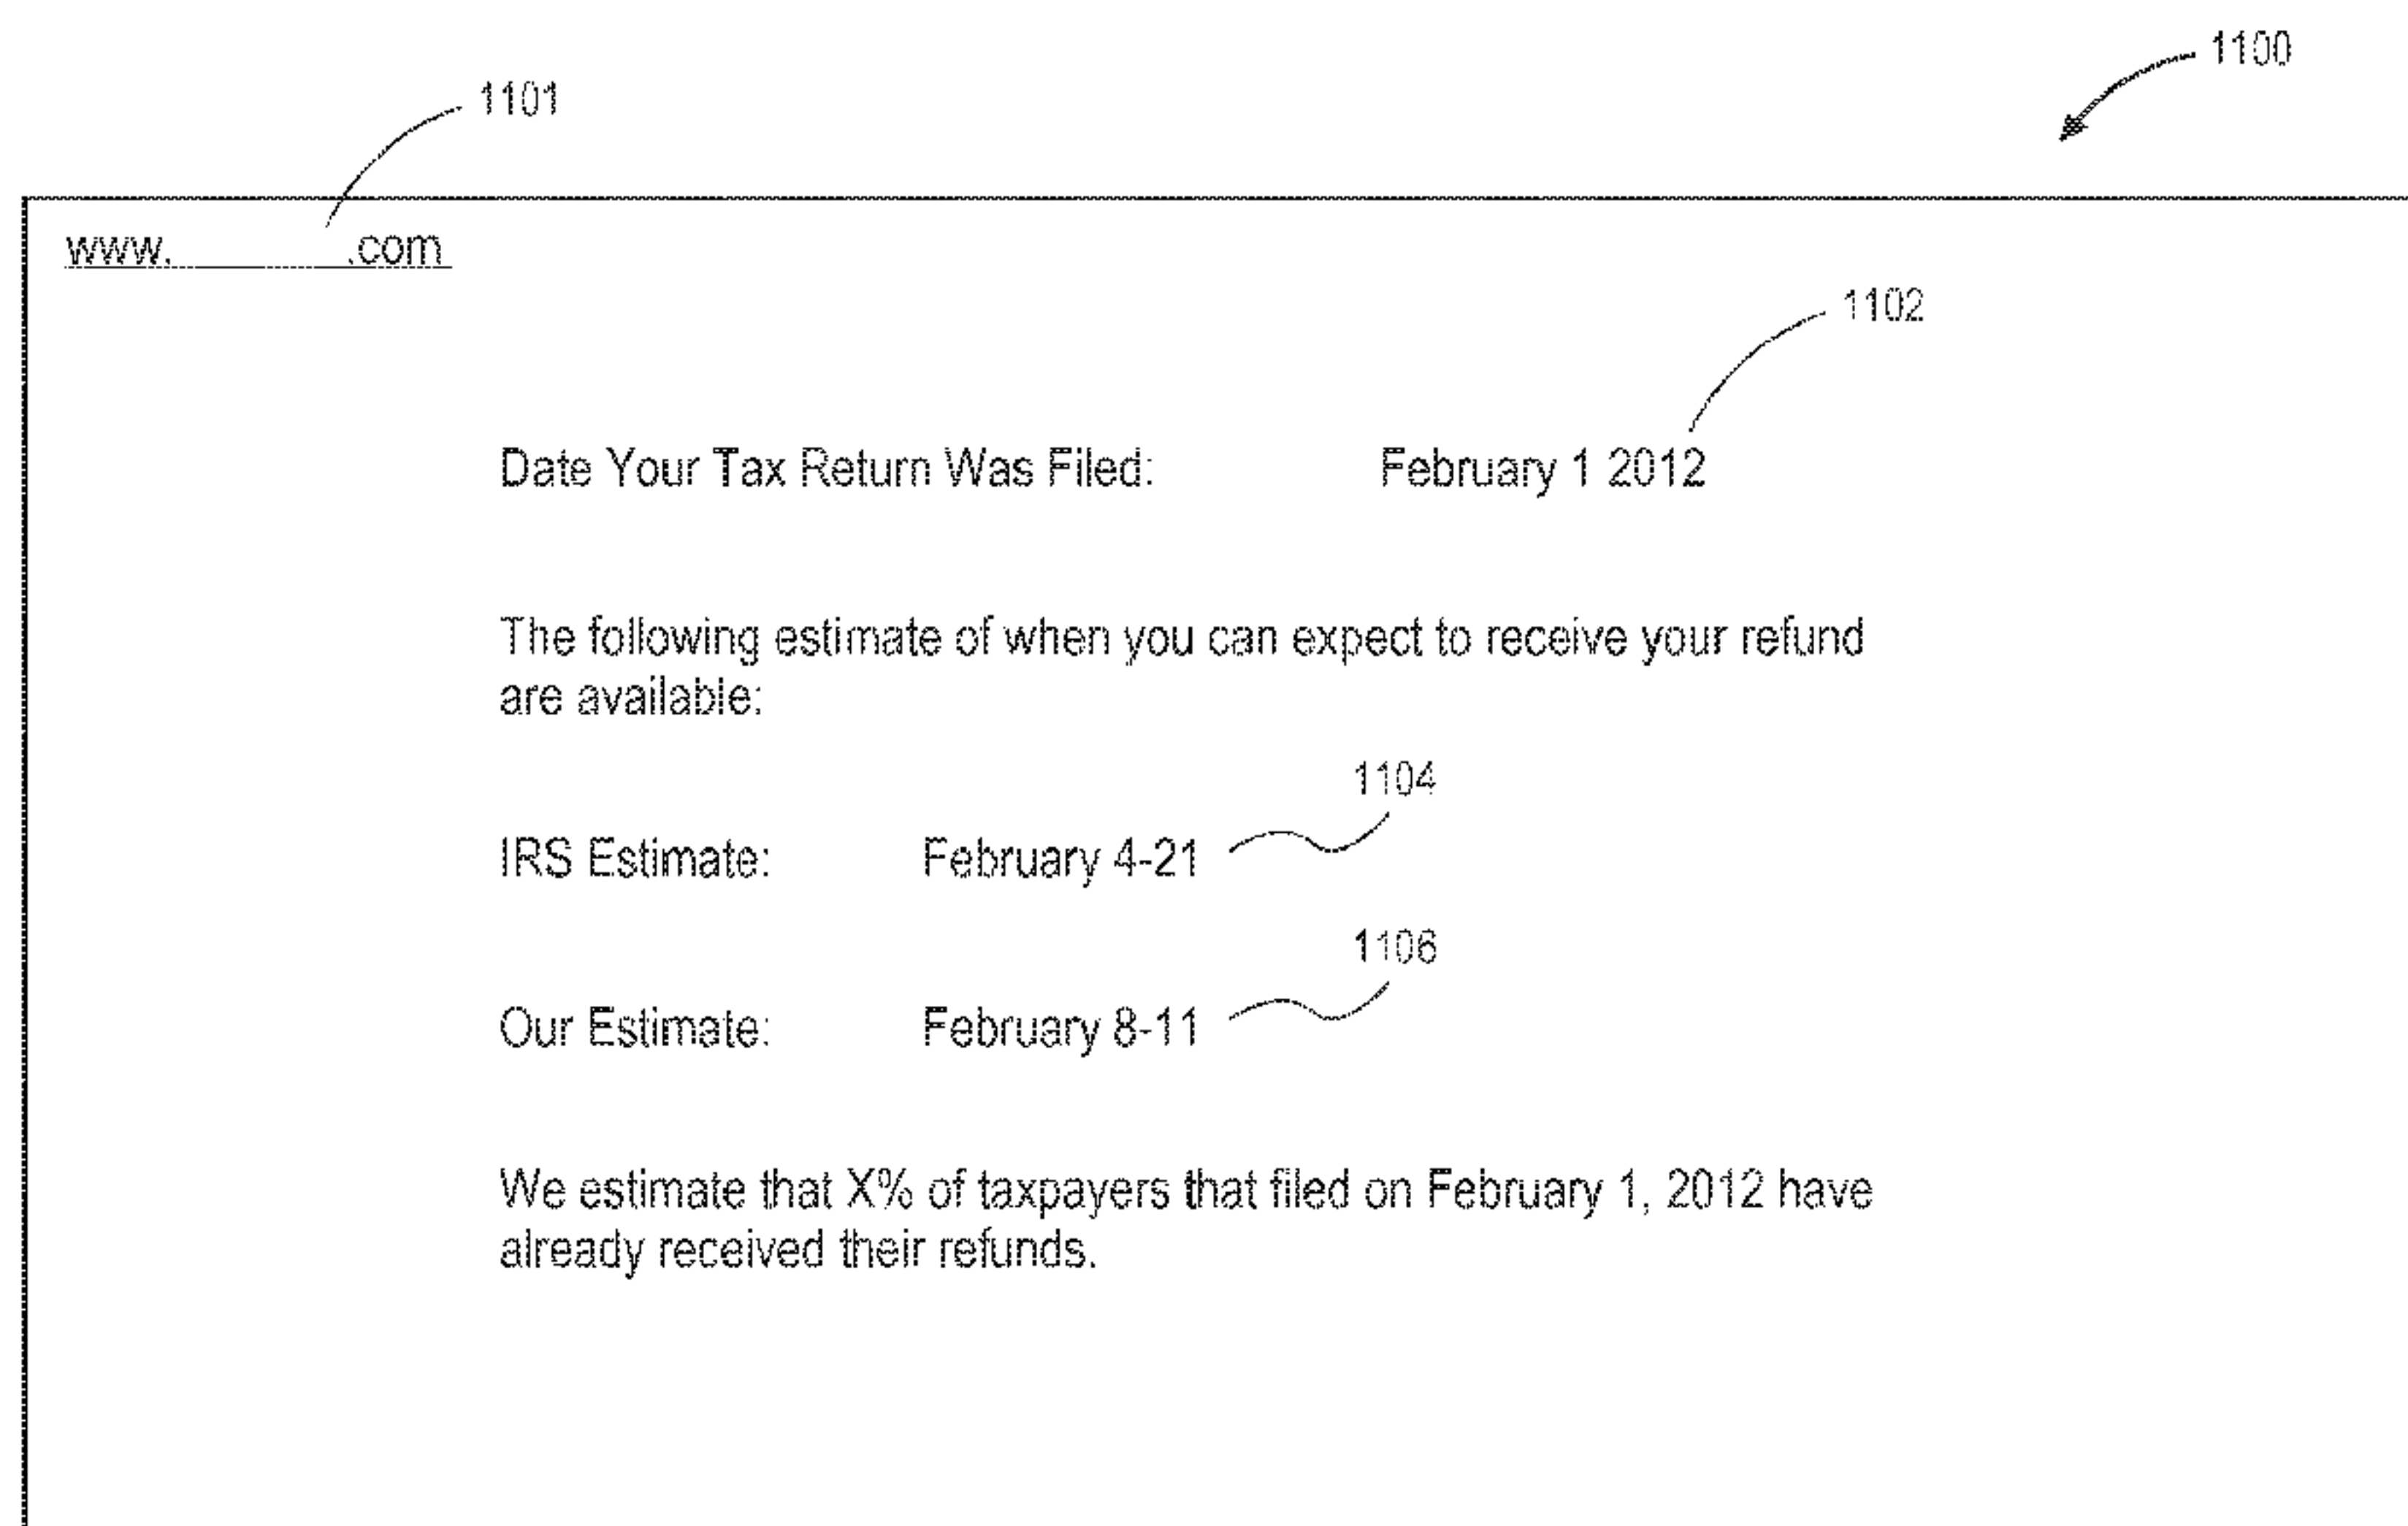 1100
1101
www.________.com
1102
Date Your Tax Return Was Filed: February 1 2012
The following estimate of when you can expect to receive your refund
are available:
1104
IRS Estimate: February 4-21
1106
Our Estimate: February 8-11
We estimate that X% of taxpayers that filed on February 1, 2012 have
already received their refunds.